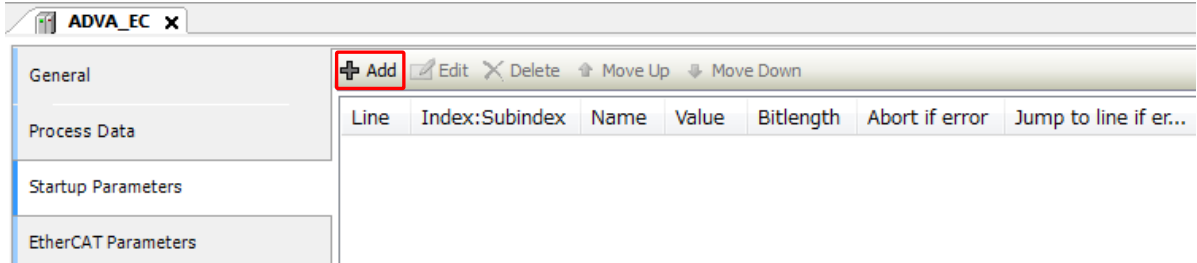 ADVA_EC x
General
Process Data
Startup Parameters
EtherCAT Parameters
Add Edit Delete Move Up Move Down
Line Index:Subindex Name Value Bitlength Abort if error Jump to line if er...